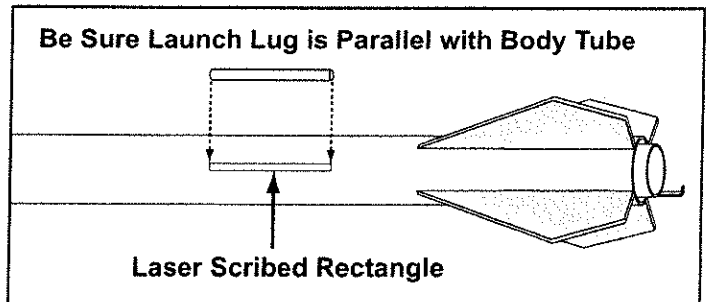 Be Sure Launch Lug is Parallel with Body Tube
Laser Scribed Rectangle